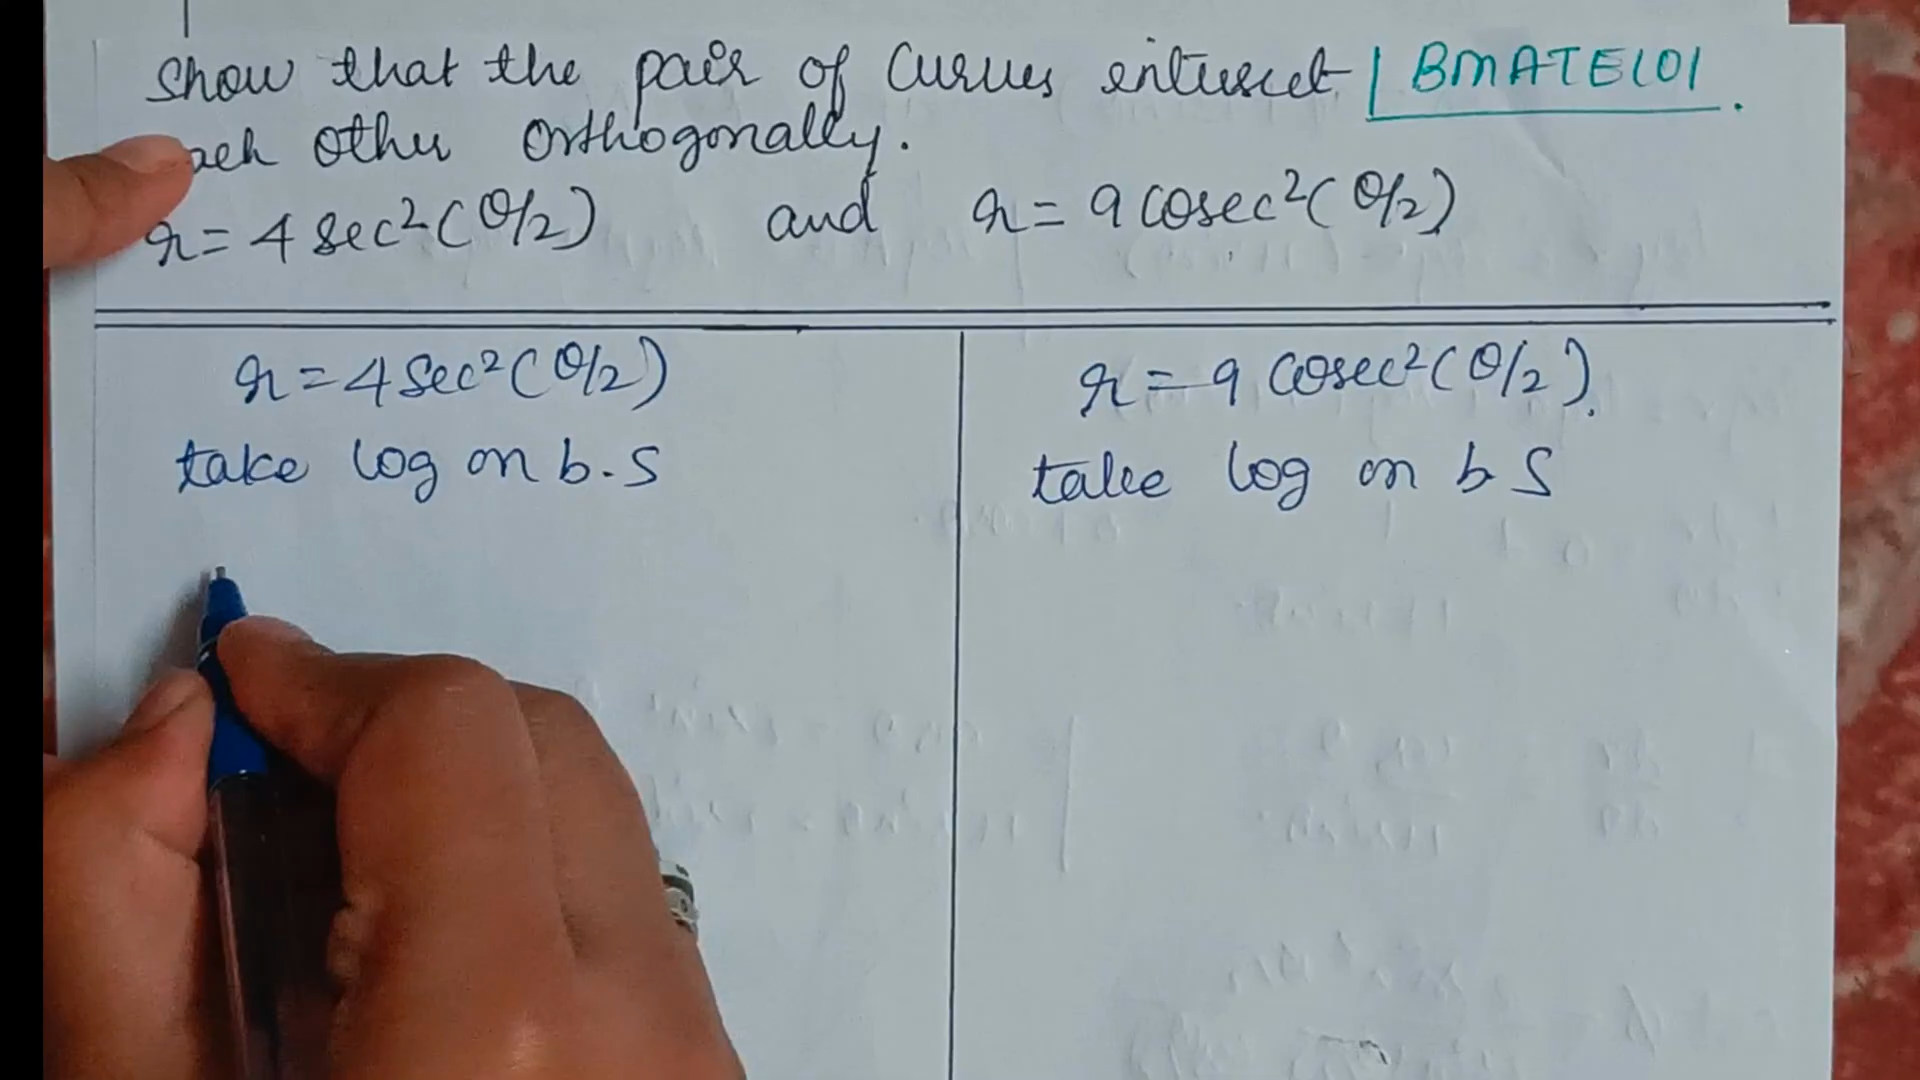 Show that the pair of Curves intersect BMATE101.
each other orthogonally.
r = 4 sec²(θ/2) and r = 9 cosec²(θ/2)
r = 4 sec²(θ/2)
take log on b.s
r = 9 cosec²(θ/2).
take log on b s